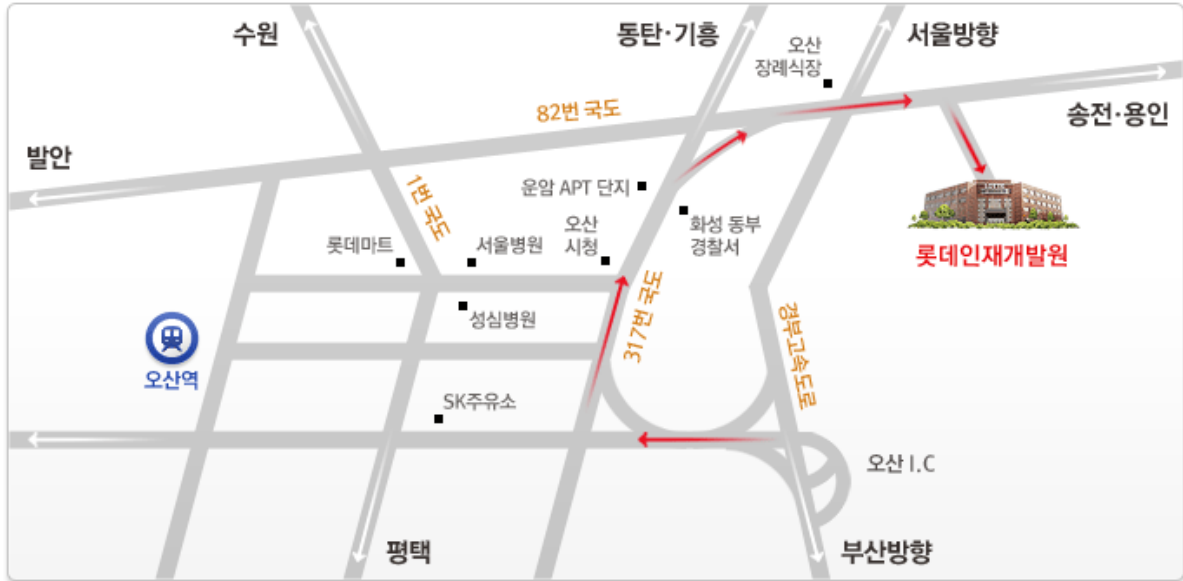 수원
동탄·기흥
오산
장례식장
서울방향
82번 국도
송전·용인
발안
1번 국도
운암 APT 단지
롯데마트
서울병원
오산
시청
화성 동부
경찰서
롯데인재개발원
성심병원
317번 국도
경부고속도로
오산역
SK주유소
오산 I.C
평택
부산방향